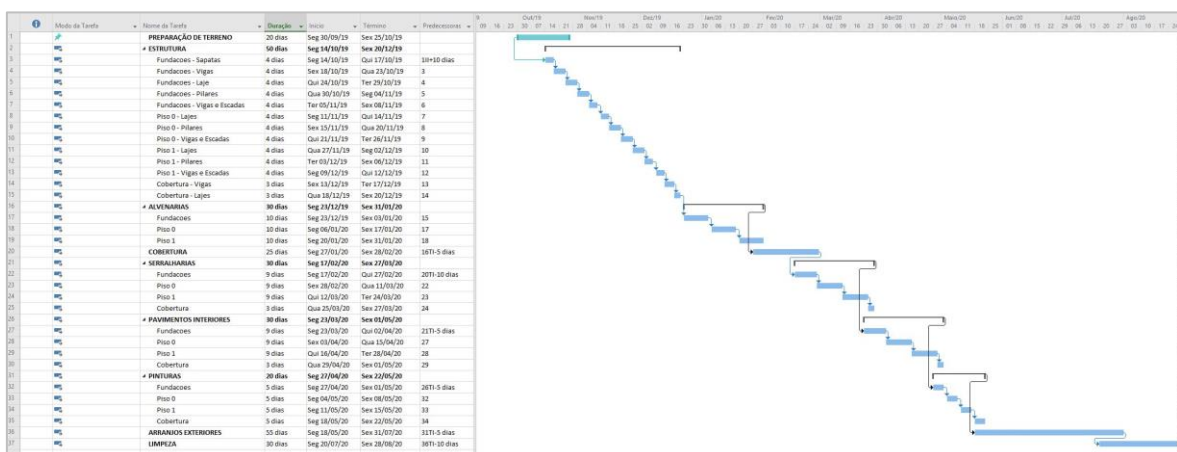 Modo da Tarefa Nome da Tarefa Duração Início Término Predecessoras
Out/19 Nov/19 Dez/19 Jan/20 Fev/20 Mar/20 Abr/20 Maio/20 Jun/20 Jul/20 Ago/20
1 PREPARAÇÃO DE TERRENO 20 dias Seg 30/09/19 Sex 25/10/19
2 ESTRUTURA 50 dias Seg 14/10/19 Sex 20/12/19
3 Fundacoes - Sapatas 4 dias Seg 14/10/19 Qui 17/10/19 1II+10 dias
4 Fundacoes - Vigas 4 dias Sex 18/10/19 Qua 23/10/19 3
5 Fundacoes - Laje 4 dias Qui 24/10/19 Ter 29/10/19 4
6 Fundacoes - Pilares 4 dias Qua 30/10/19 Seg 04/11/19 5
7 Fundacoes - Vigas e Escadas 4 dias Ter 05/11/19 Sex 08/11/19 6
8 Piso 0 - Lajes 4 dias Seg 11/11/19 Qui 14/11/19 7
9 Piso 0 - Pilares 4 dias Sex 15/11/19 Qua 20/11/19 8
10 Piso 0 - Vigas e Escadas 4 dias Qui 21/11/19 Ter 26/11/19 9
11 Piso 1 - Lajes 4 dias Qua 27/11/19 Seg 02/12/19 10
12 Piso 1 - Pilares 4 dias Ter 03/12/19 Sex 06/12/19 11
13 Piso 1 - Vigas e Escadas 4 dias Seg 09/12/19 Qui 12/12/19 12
14 Cobertura - Vigas 3 dias Sex 13/12/19 Ter 17/12/19 13
15 Cobertura - Lajes 3 dias Qua 18/12/19 Sex 20/12/19 14
16 ALVENARIAS 30 dias Seg 23/12/19 Sex 31/01/20
17 Fundacoes 10 dias Seg 23/12/19 Sex 03/01/20 15
18 Piso 0 10 dias Seg 06/01/20 Sex 17/01/20 17
19 Piso 1 10 dias Seg 20/01/20 Sex 31/01/20 18
20 COBERTURA 25 dias Seg 27/01/20 Sex 28/02/20 16TI-5 dias
21 SERRALHARIAS 30 dias Seg 17/02/20 Sex 27/03/20
22 Fundacoes 9 dias Seg 17/02/20 Qui 27/02/20 20TI-10 dias
23 Piso 0 9 dias Sex 28/02/20 Qua 11/03/20 22
24 Piso 1 9 dias Qui 12/03/20 Ter 24/03/20 23
25 Cobertura 3 dias Qua 25/03/20 Sex 27/03/20 24
26 PAVIMENTOS INTERIORES 30 dias Seg 23/03/20 Sex 01/05/20
27 Fundacoes 9 dias Seg 23/03/20 Qui 02/04/20 21TI-5 dias
28 Piso 0 9 dias Sex 03/04/20 Qua 15/04/20 27
29 Piso 1 9 dias Qui 16/04/20 Ter 28/04/20 28
30 Cobertura 3 dias Qua 29/04/20 Sex 01/05/20 29
31 PINTURAS 20 dias Seg 27/04/20 Sex 22/05/20
32 Fundacoes 5 dias Seg 27/04/20 Sex 01/05/20 26TI-5 dias
33 Piso 0 5 dias Seg 04/05/20 Sex 08/05/20 32
34 Piso 1 5 dias Seg 11/05/20 Sex 15/05/20 33
35 Cobertura 5 dias Seg 18/05/20 Sex 22/05/20 34
36 ARRANJOS EXTERIORES 55 dias Seg 18/05/20 Sex 31/07/20 31TI-5 dias
37 LIMPEZA 30 dias Seg 20/07/20 Sex 28/08/20 36TI-10 dias